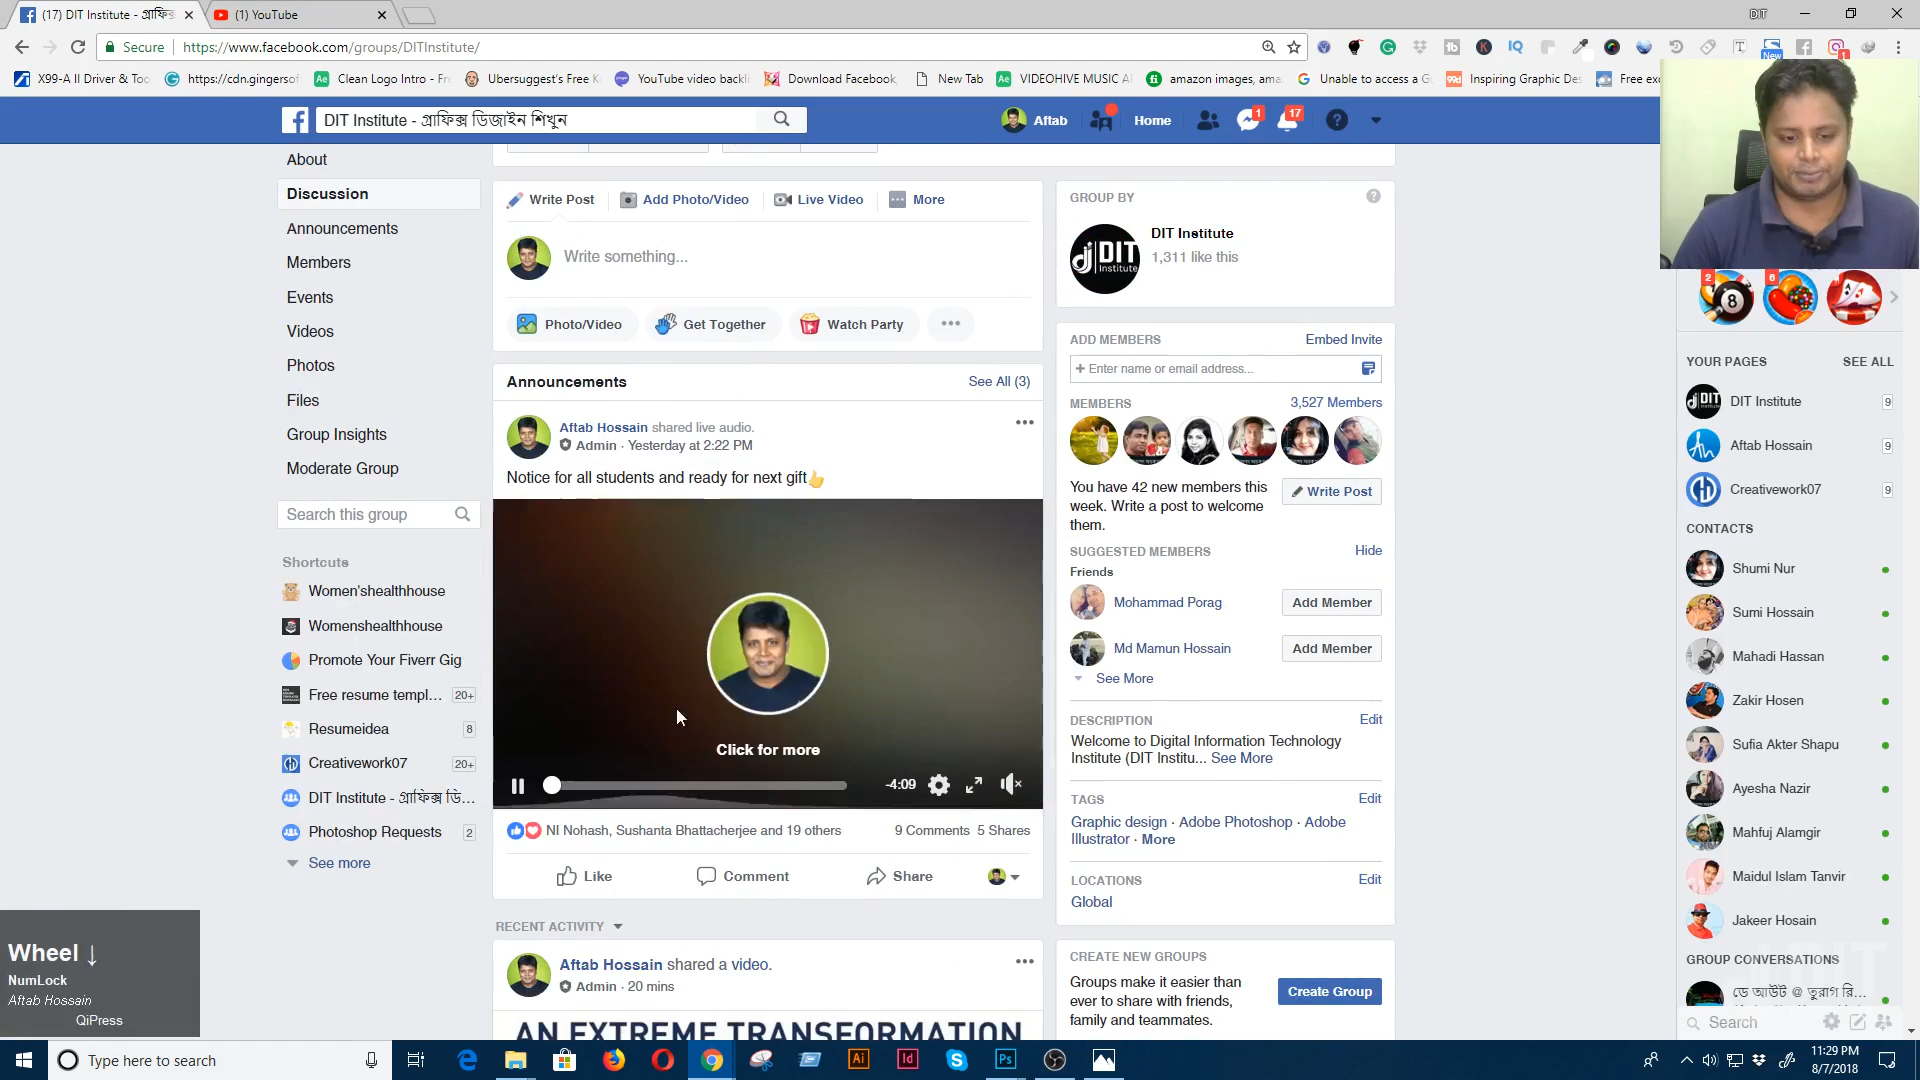 (17) DIT Institute - গ্রাফিক্স
(1) YouTube
DIT
Secure
https://www.facebook.com/groups/DITInstitute/
X99-A II Driver & Too
https://cdn.gingersof
Clean Logo Intro - Fr
Ubersuggest's Free K
YouTube video backli
Download Facebook,
New Tab
VIDEOHIVE MUSIC A
amazon images, ama
Unable to access a G
Inspiring Graphic Des
Free exc
New
DIT Institute - গ্রাফিক্স ডিজাইন শিখুন
Aftab
Home
1
17
About
Discussion
Announcements
Members
Events
Videos
Photos
Files
Group Insights
Moderate Group
Search this group
Shortcuts
Women'shealthhouse
Womenshealthhouse
Promote Your Fiverr Gig
Free resume templ... 20+
Resumeidea 8
Creativework07 20+
DIT Institute - গ্রাফিক্স ডি...
Photoshop Requests 2
See more
Write Post
Add Photo/Video
Live Video
More
Write something...
Photo/Video
Get Together
Watch Party
Announcements
See All (3)
Aftab Hossain shared live audio.
Admin · Yesterday at 2:22 PM
Notice for all students and ready for next gift
Click for more
-4:09
NI Nohash, Sushanta Bhattacherjee and 19 others
9 Comments 5 Shares
Like
Comment
Share
RECENT ACTIVITY
Aftab Hossain shared a video.
Admin · 20 mins
AN EXTREME TRANSFORMATION
GROUP BY
DIT Institute
DIT Institute
1,311 like this
ADD MEMBERS
Embed Invite
+ Enter name or email address...
MEMBERS
3,527 Members
You have 42 new members this
week. Write a post to welcome
them.
Write Post
SUGGESTED MEMBERS
Hide
Friends
Mohammad Porag
Add Member
Md Mamun Hossain
Add Member
See More
DESCRIPTION
Edit
Welcome to Digital Information Technology
Institute (DIT Institu... See More
TAGS
Edit
Graphic design · Adobe Photoshop · Adobe
Illustrator · More
LOCATIONS
Edit
Global
CREATE NEW GROUPS
Groups make it easier than
ever to share with friends,
family and teammates.
Create Group
2
6
YOUR PAGES
SEE ALL
DIT Institute 9
Aftab Hossain 9
Creativework07 9
CONTACTS
Shumi Nur
Sumi Hossain
Mahadi Hassan
Zakir Hosen
Sufia Akter Shapu
Ayesha Nazir
Mahfuj Alamgir
Maidul Islam Tanvir
Jakeer Hosain
GROUP CONVERSATIONS
ডে আউট @ তুরাগ রি...
Search
Wheel ↓
NumLock
Aftab Hossain
QiPress
Type here to search
11:29 PM
8/7/2018